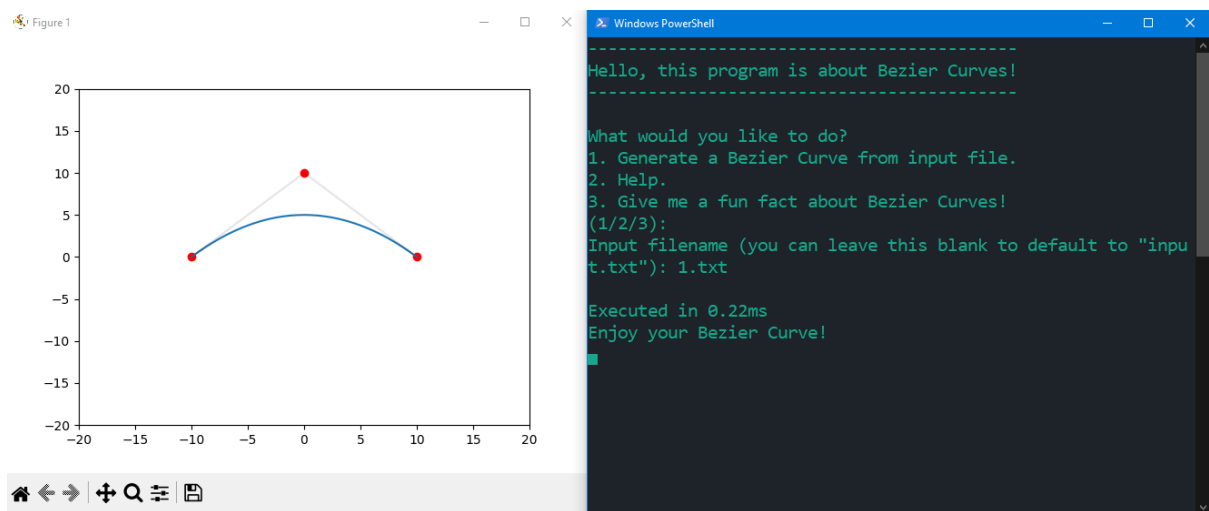 Figure 1
20
15
10
5
0
−5
−10
−15
−20
−20 −15 −10 −5 0 5 10 15 20
Windows PowerShell
-------------------------------------------
Hello, this program is about Bezier Curves!
-------------------------------------------
What would you like to do?
1. Generate a Bezier Curve from input file.
2. Help.
3. Give me a fun fact about Bezier Curves!
(1/2/3):
Input filename (you can leave this blank to default to "inpu
t.txt"): 1.txt
Executed in 0.22ms
Enjoy your Bezier Curve!